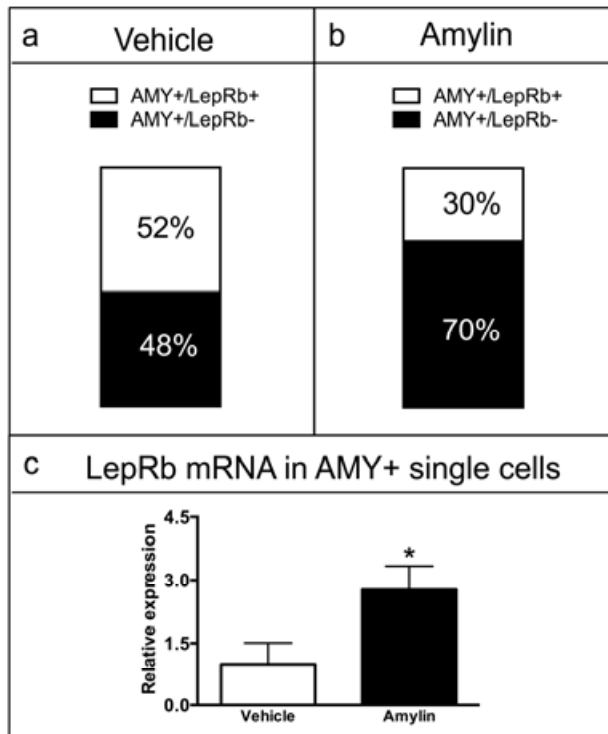 a Vehicle
b Amylin
AMY+/LepRb+
AMY+/LepRb-
AMY+/LepRb+
AMY+/LepRb-
52%
48%
30%
70%
c LepRb mRNA in AMY+ single cells
Relative expression
4.5
3.0
1.5
0.0
*
Vehicle Amylin